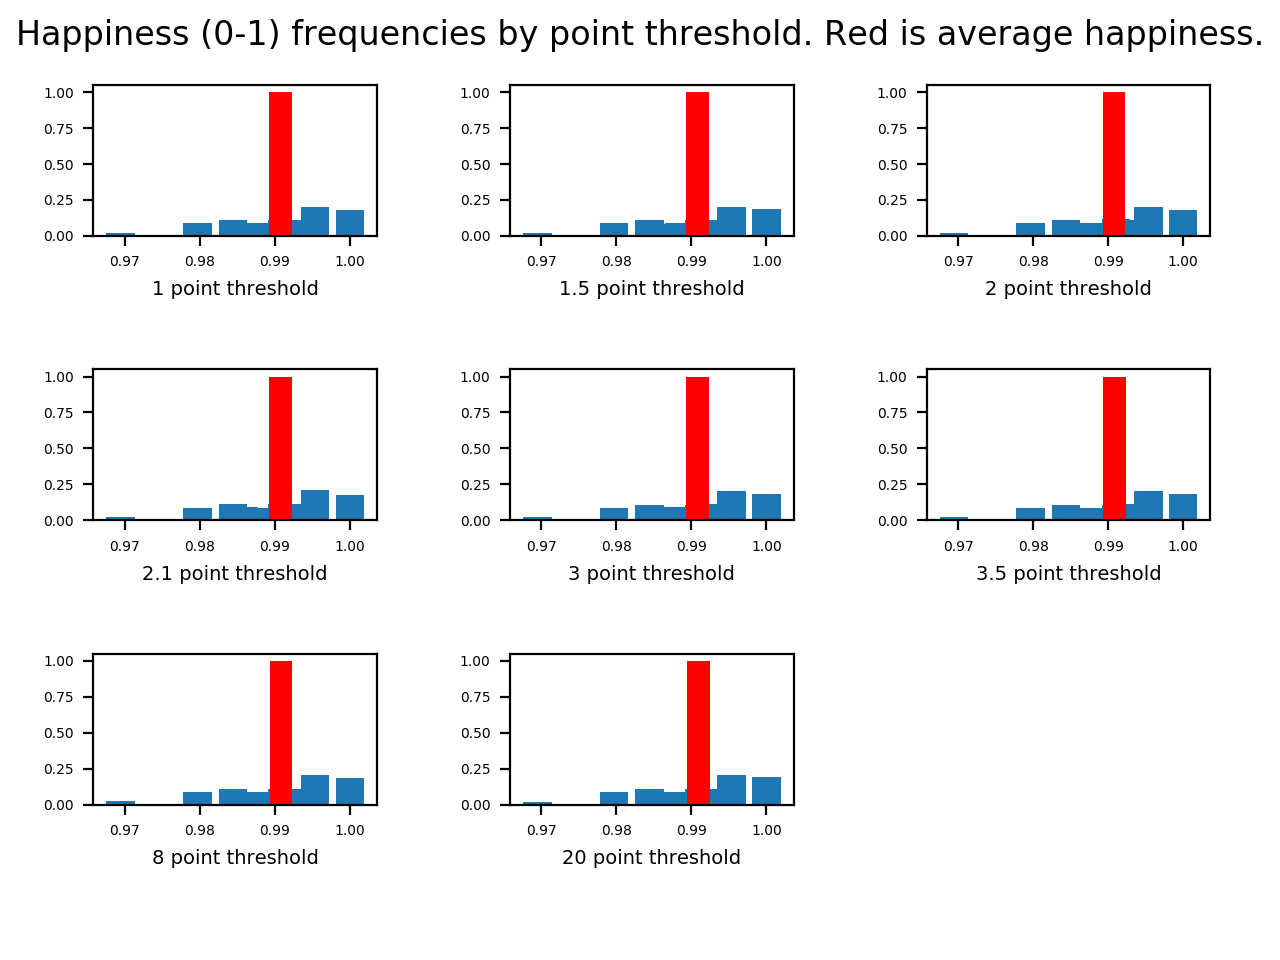 Happiness (0-1) frequencies by point threshold. Red is average happiness.
1.00 1.00 1.00
0.75 0.75 0.75
0.50 0.50 0.50
0.25 0.25 0.25
0.00 0.00 0.00
0.97 0.98 0.99 1.00 0.97 0.98 0.99 1.00 0.97 0.98 0.99 1.00
1 point threshold 1.5 point threshold 2 point threshold
1.00 1.00 1.00
0.75 0.75 0.75
0.50 0.50 0.50
0.25 0.25 0.25
0.00 0.00 0.00
0.97 0.98 0.99 1.00 0.97 0.98 0.99 1.00 0.97 0.98 0.99 1.00
2.1 point threshold 3 point threshold 3.5 point threshold
1.00 1.00
0.75 0.75
0.50 0.50
0.25 0.25
0.00 0.00
0.97 0.98 0.99 1.00 0.97 0.98 0.99 1.00
8 point threshold 20 point threshold